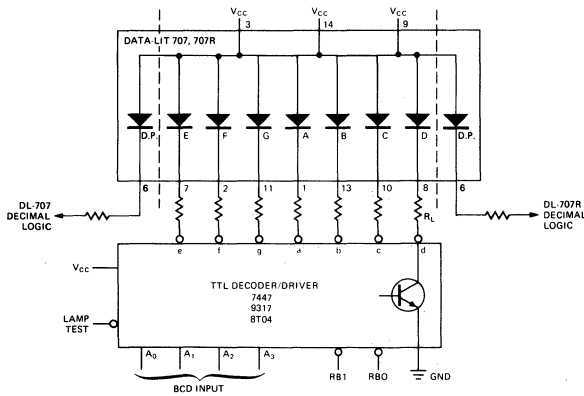 VCC VCC VCC
3 14 9
DATA-LIT 707, 707R
D.P. E F G A B C D D.P.
6 7 2 11 1 13 10 8 6
DL-707
DECIMAL
LOGIC
DL-707R
DECIMAL
LOGIC
RL
e f g a b c d
VCC
TTL DECODER/DRIVER
7447
9317
8T04
LAMP
TEST
A0 A1 A2 A3
RB1 RBO GND
BCD INPUT